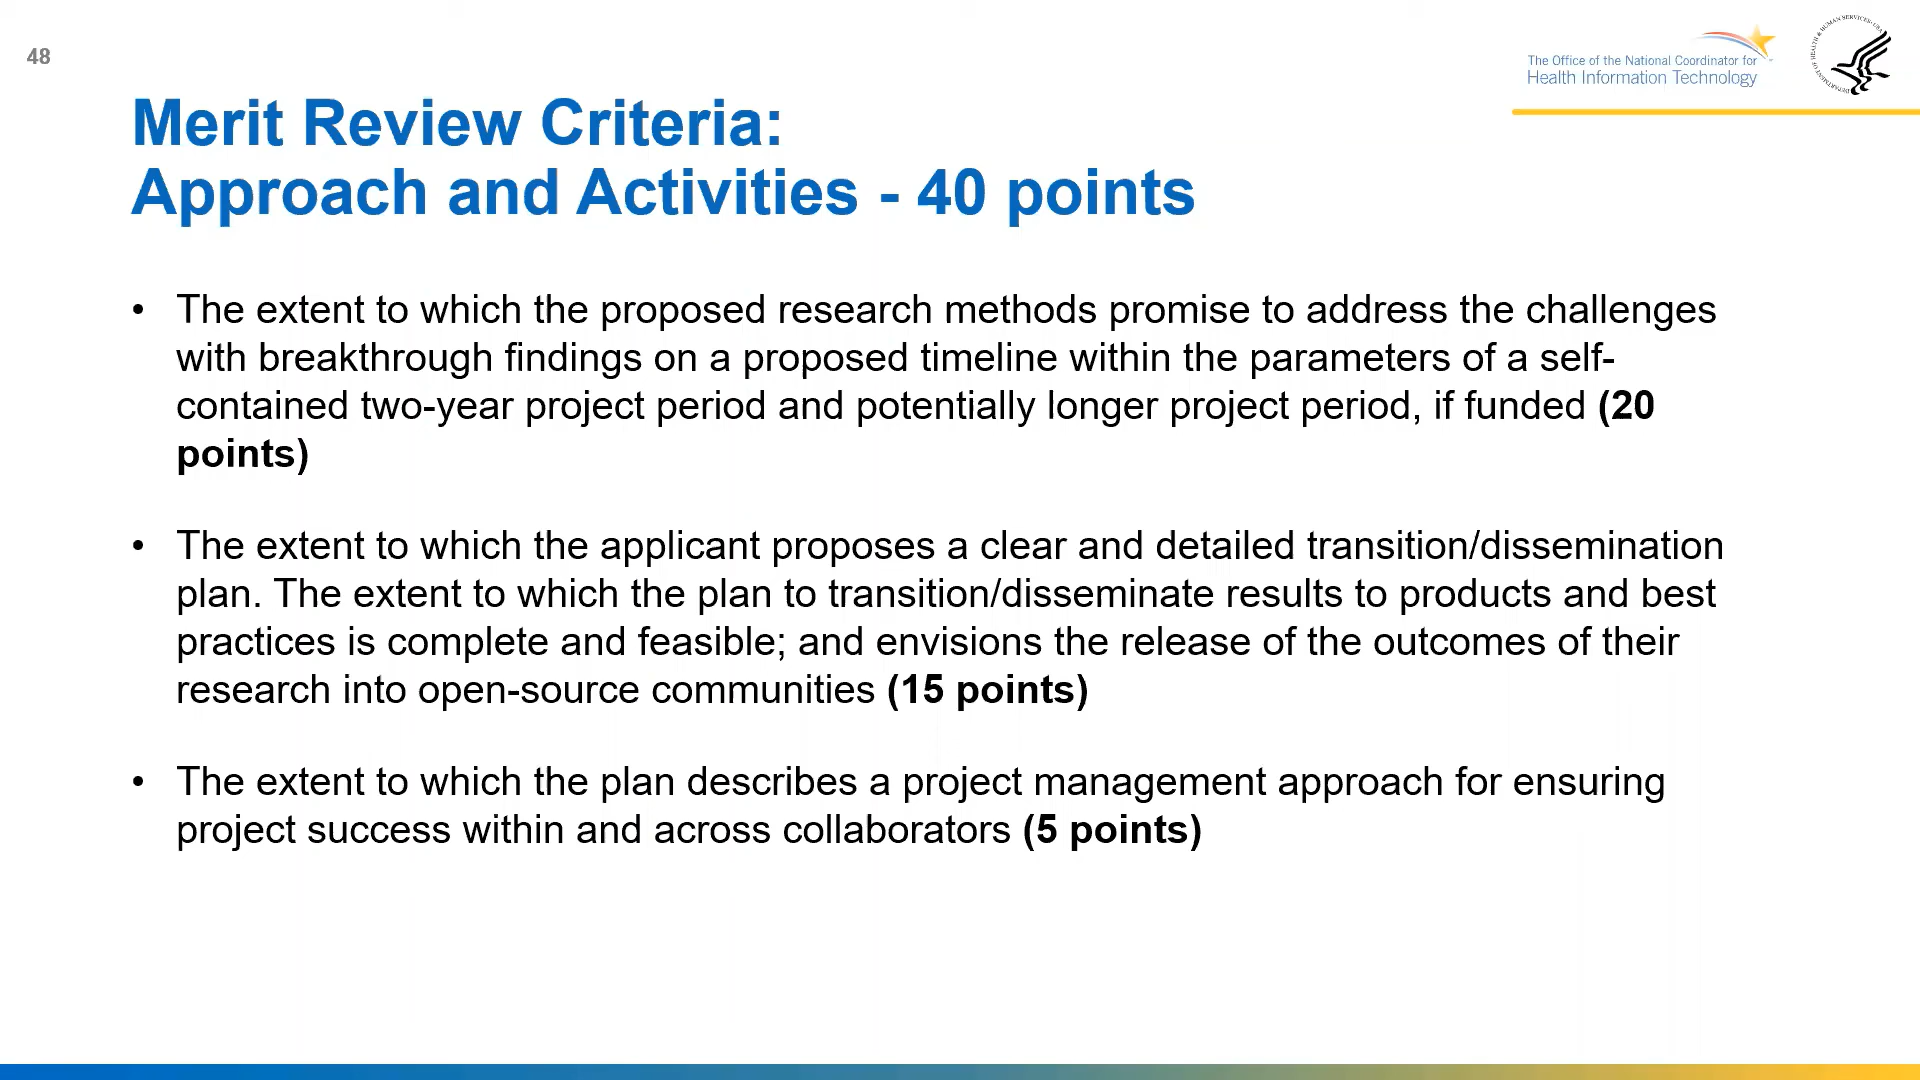 48
The Office of the National Coordinator for
Health Information Technology
DEPARTMENT OF HEALTH & HUMAN SERVICES · USA
Merit Review Criteria:
Approach and Activities - 40 points
• The extent to which the proposed research methods promise to address the challenges
with breakthrough findings on a proposed timeline within the parameters of a self-
contained two-year project period and potentially longer project period, if funded (20
points)
• The extent to which the applicant proposes a clear and detailed transition/dissemination
plan. The extent to which the plan to transition/disseminate results to products and best
practices is complete and feasible; and envisions the release of the outcomes of their
research into open-source communities (15 points)
• The extent to which the plan describes a project management approach for ensuring
project success within and across collaborators (5 points)